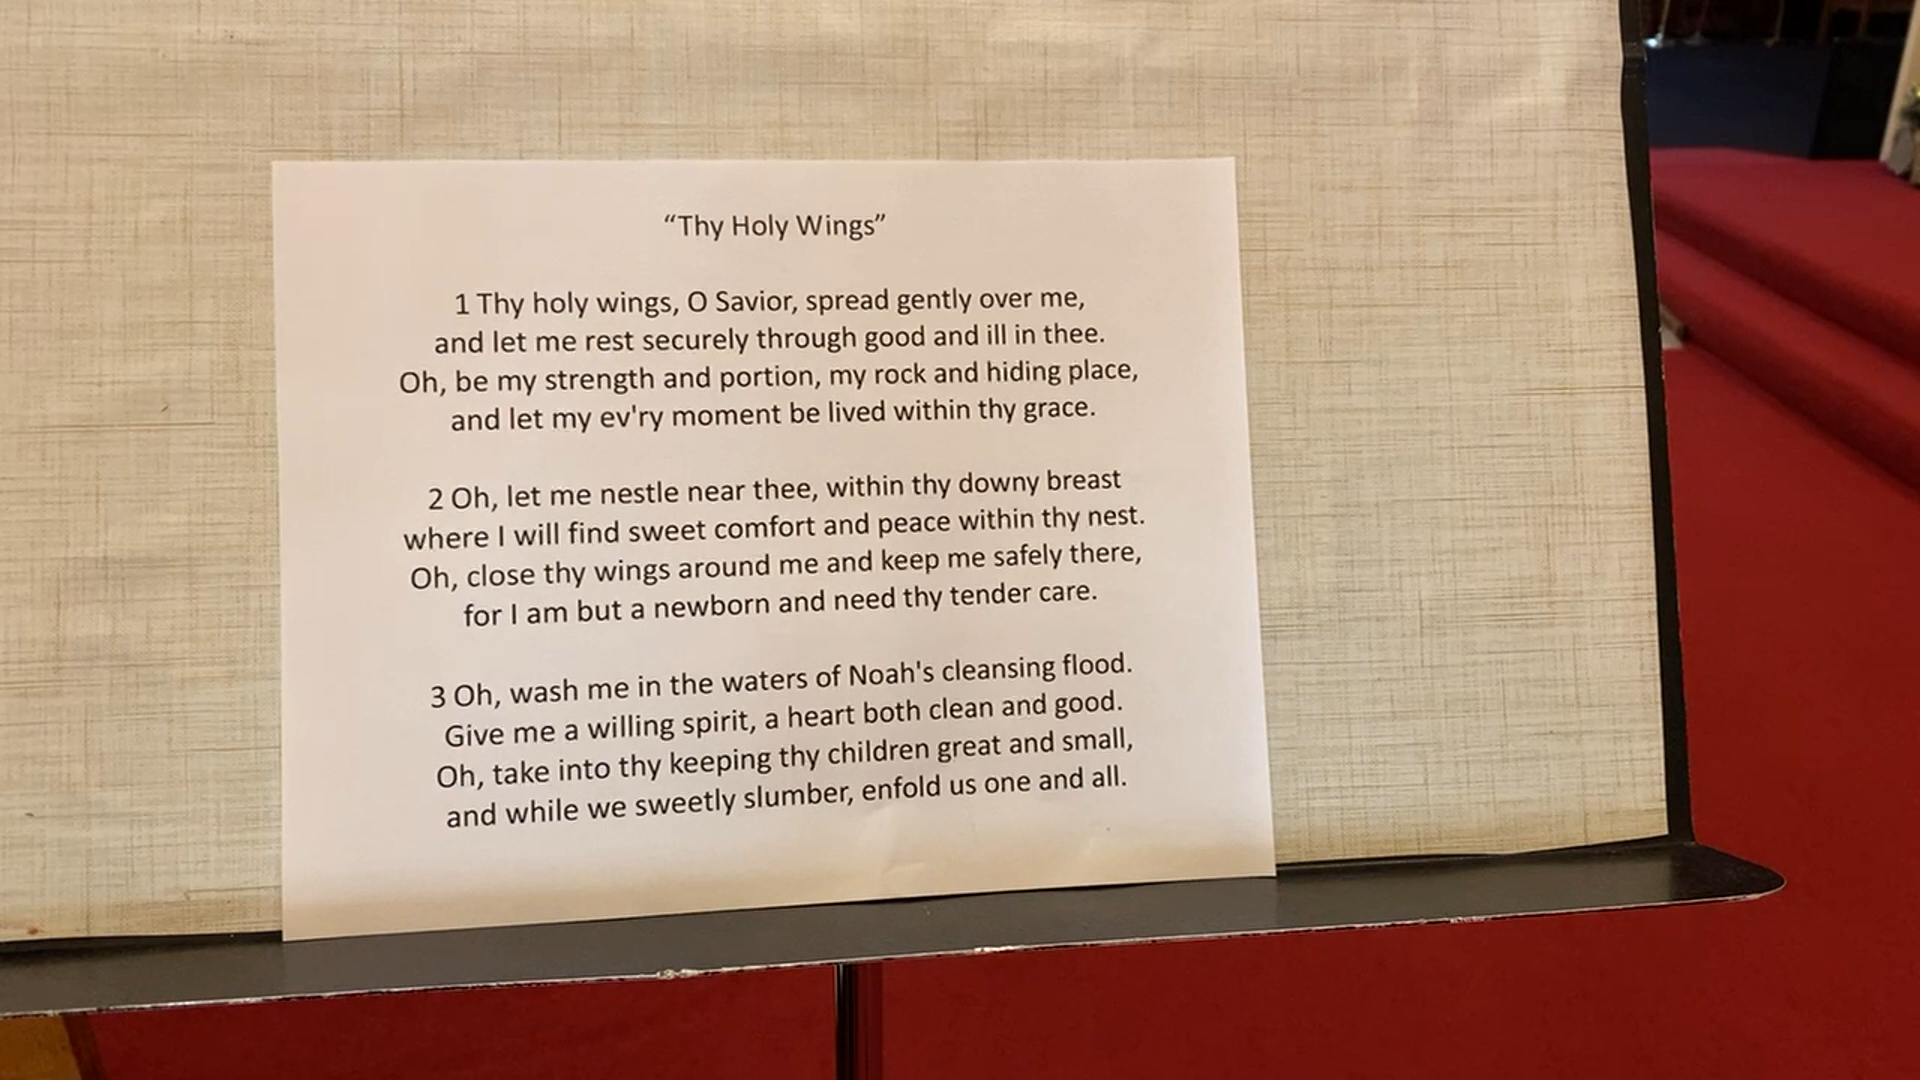 “Thy Holy Wings”
1 Thy holy wings, O Savior, spread gently over me,
and let me rest securely through good and ill in thee.
Oh, be my strength and portion, my rock and hiding place,
and let my ev'ry moment be lived within thy grace.
2 Oh, let me nestle near thee, within thy downy breast
where I will find sweet comfort and peace within thy nest.
Oh, close thy wings around me and keep me safely there,
for I am but a newborn and need thy tender care.
3 Oh, wash me in the waters of Noah's cleansing flood.
Give me a willing spirit, a heart both clean and good.
Oh, take into thy keeping thy children great and small,
and while we sweetly slumber, enfold us one and all.